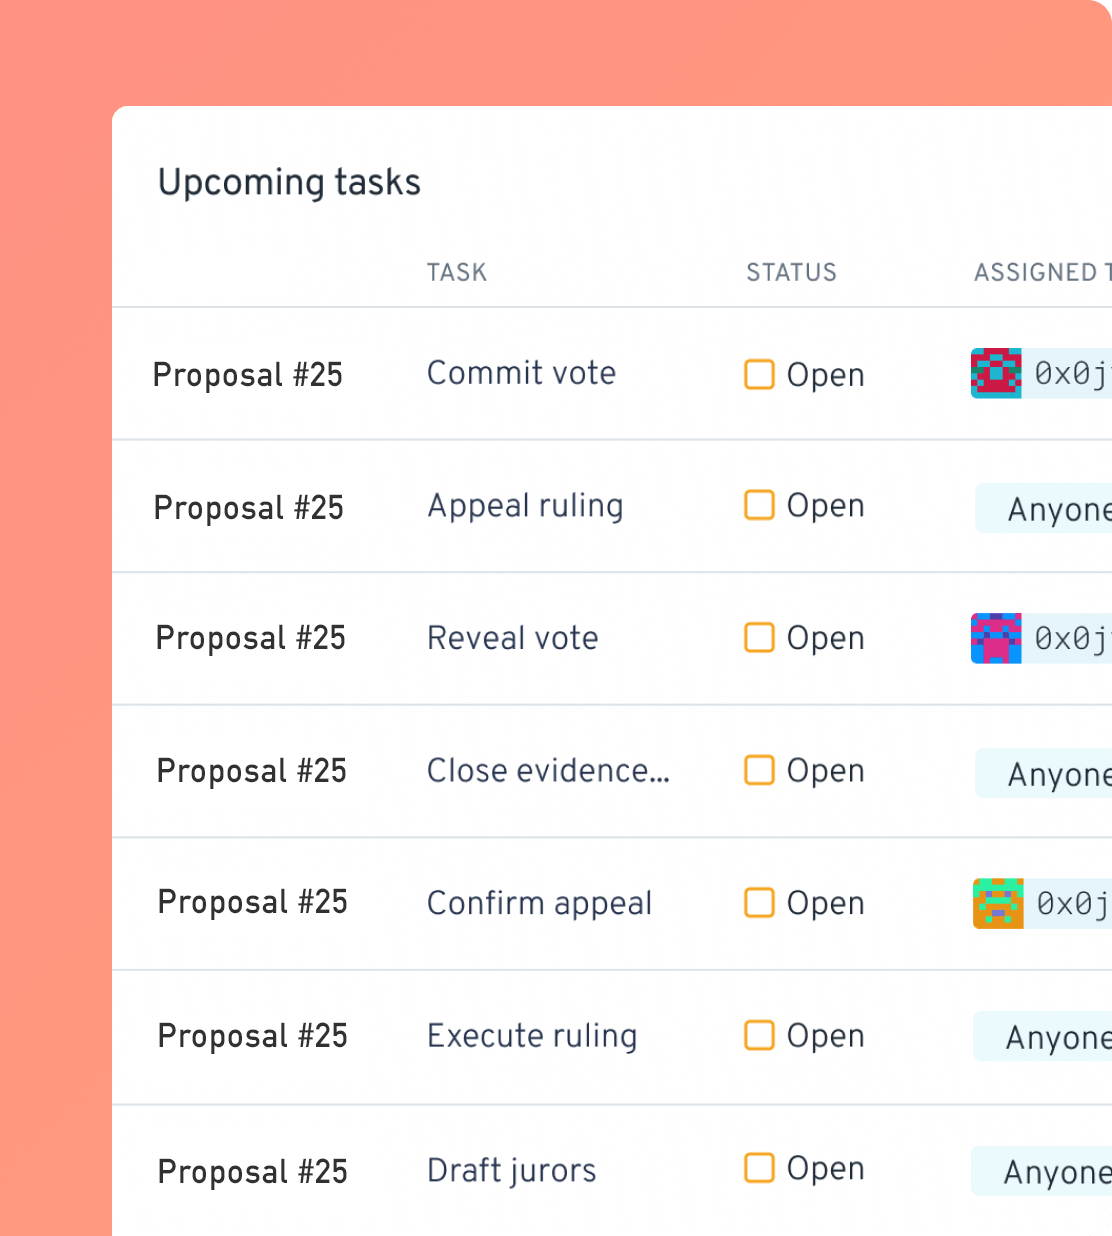 Upcoming tasks
TASK STATUS ASSIGNED
Proposal #25 Commit vote Open 0x0j
Proposal #25 Appeal ruling Open Anyone
Proposal #25 Reveal vote Open 0x0j
Proposal #25 Close evidence... Open Anyone
Proposal #25 Confirm appeal Open 0x0j
Proposal #25 Execute ruling Open Anyone
Proposal #25 Draft jurors Open Anyone